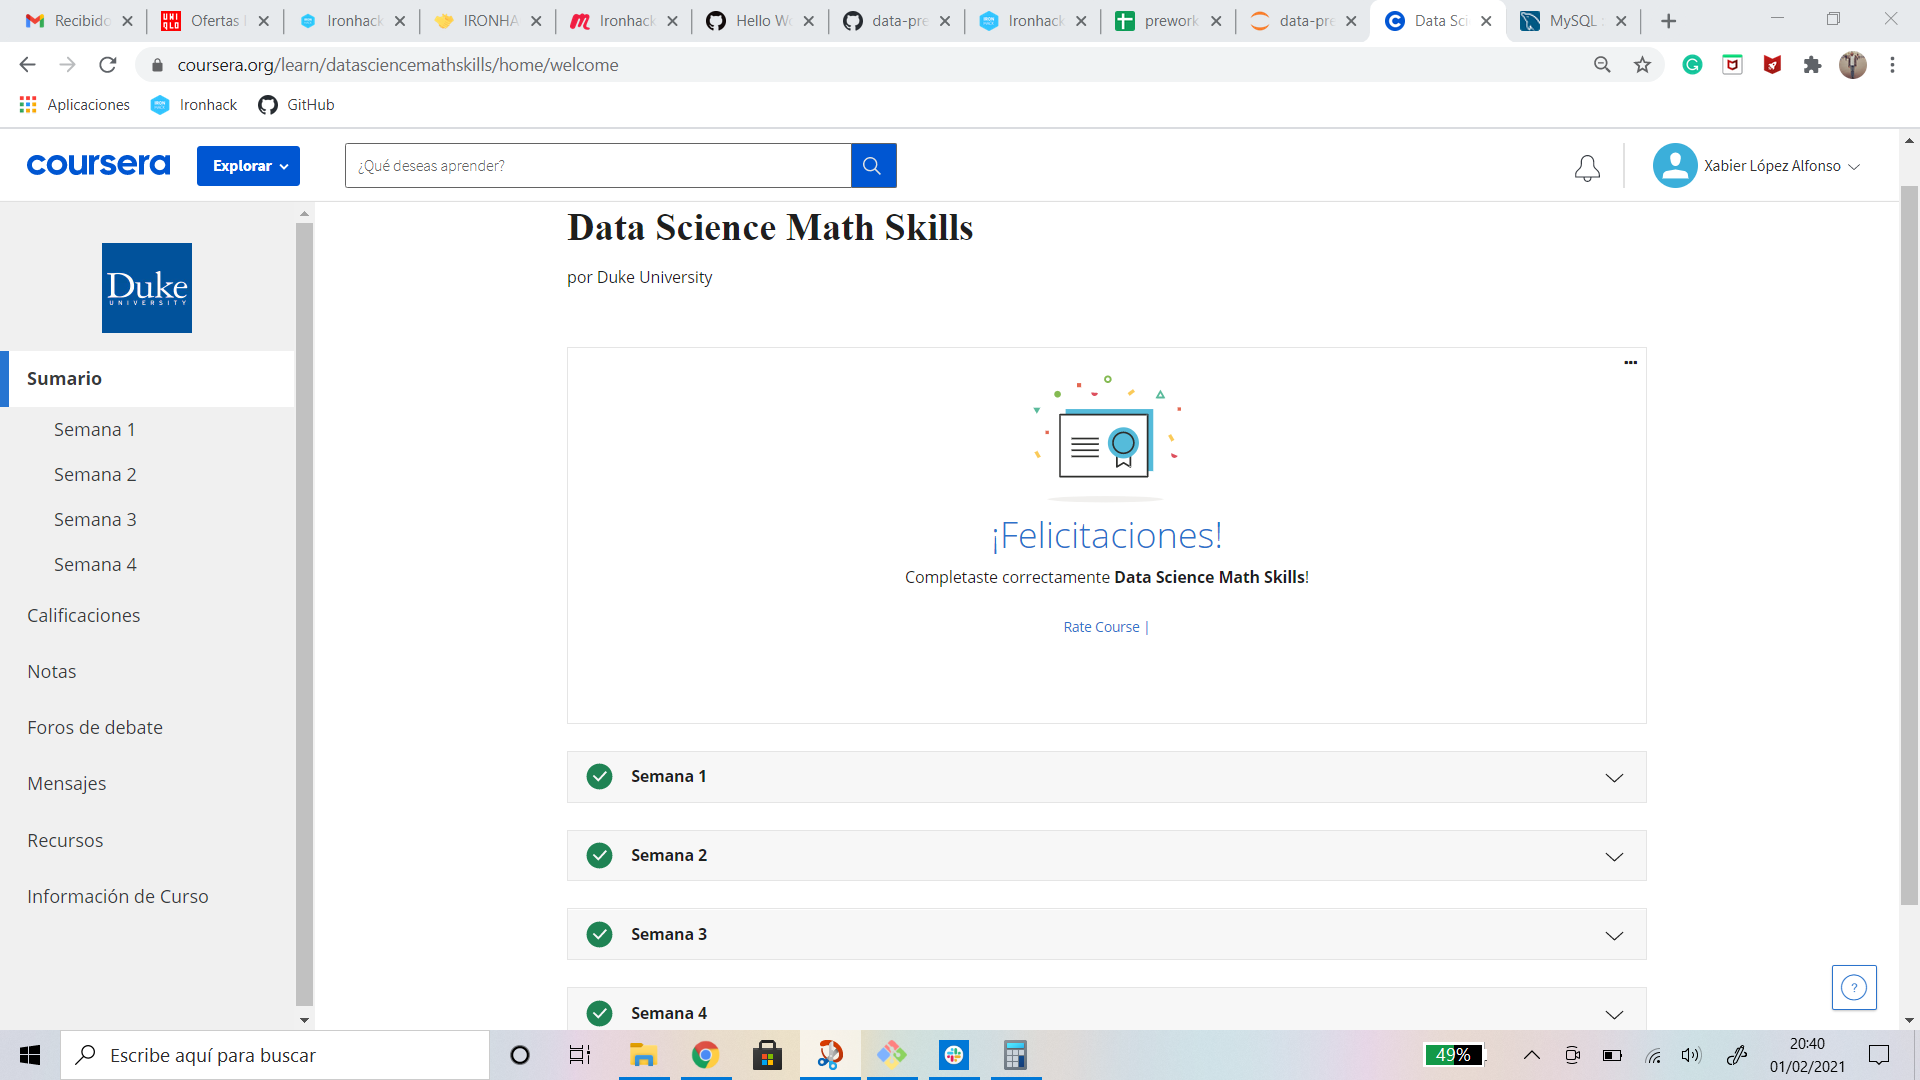 Recibido
Ofertas
Ironhack
IRONHA
Ironhack
Hello Wo
data-pre
Ironhack
prework
data-pre
Data Sci
MySQL
coursera.org/learn/datasciencemathskills/home/welcome
Aplicaciones
Ironhack
GitHub
coursera
Explorar
¿Qué deseas aprender?
Xabier López Alfonso
Duke
UNIVERSITY
Sumario
Semana 1
Semana 2
Semana 3
Semana 4
Calificaciones
Notas
Foros de debate
Mensajes
Recursos
Información de Curso
Data Science Math Skills
por Duke University
¡Felicitaciones!
Completaste correctamente Data Science Math Skills!
Rate Course |
Semana 1
Semana 2
Semana 3
Semana 4
Escribe aquí para buscar
49%
20:40
01/02/2021